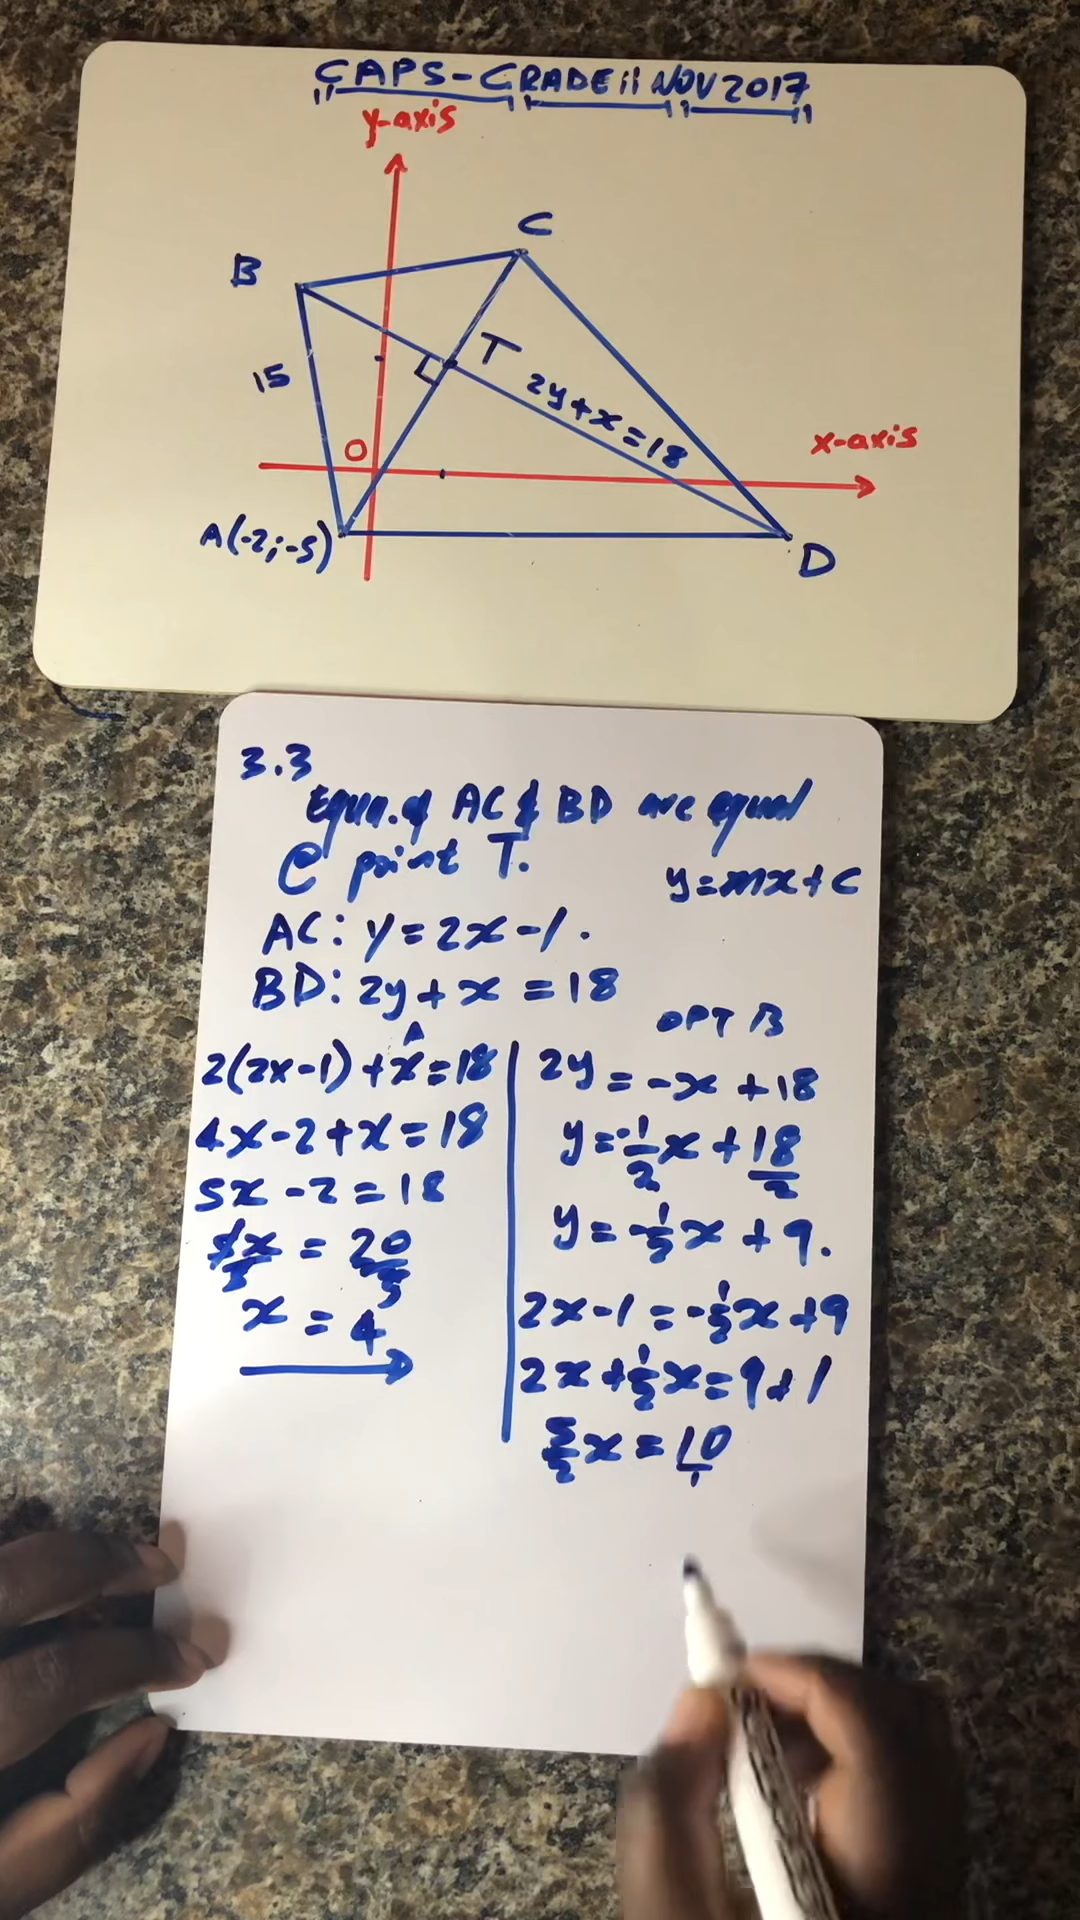 CAPS-GRADE 11 NOV 2017
y-axis
C
B
T
15
2y+x=18
x-axis
O
A(-2;-5)
D
3.3
Equa. of AC & BD are equal
@ point T.
y=mx+c
AC: y=2x-1.
BD: 2y+x=18
A
OPT B
2(2x-1)+x=18
4x-2+x=18
5x-2=18
5x/5 = 20/5
x = 4
2y=-x+18
y=-1/2x+18/2
y=-1/2x+9.
2x-1=-1/2x+9
2x+1/2x=9+1
5/2x=10/1